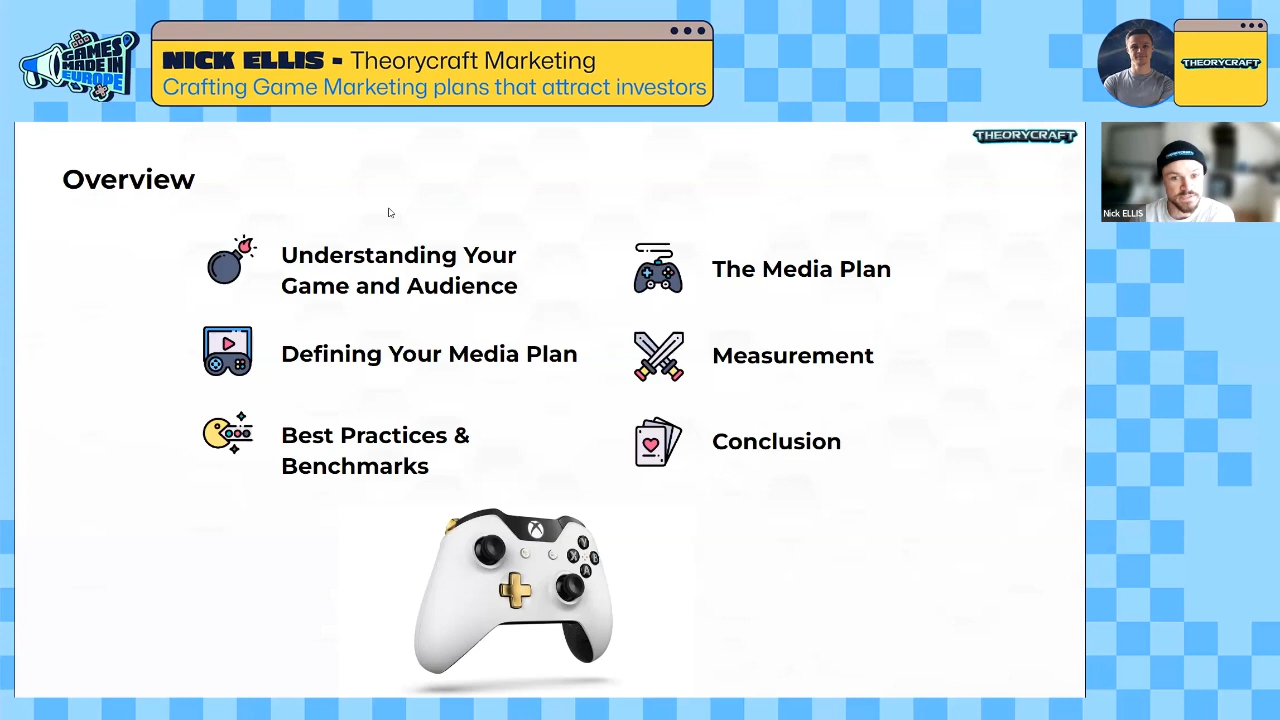 GAMES
MADE IN
EUROPE
NICK ELLIS - Theorycraft Marketing
Crafting Game Marketing plans that attract investors
THEORYCRAFT
THEORYCRAFT
Nick ELLIS
Overview
Understanding Your
Game and Audience
Defining Your Media Plan
Best Practices &
Benchmarks
The Media Plan
Measurement
Conclusion
Y
X
B
A